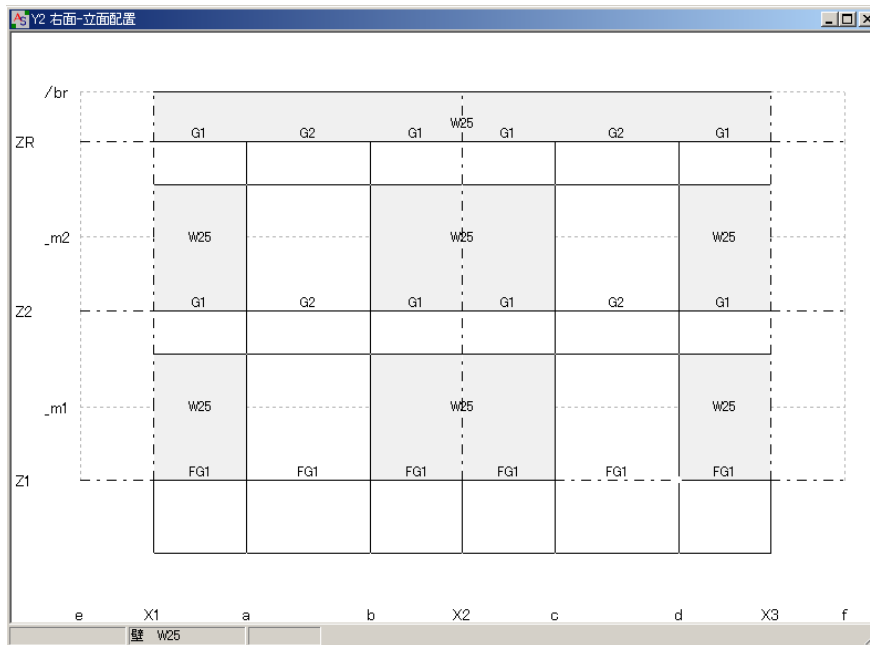 Y2 右面-立面配置
/br
W25
ZR G1 G2 G1 G1 G2 G1
_m2 W25 W25 W25
Z2 G1 G2 G1 G1 G2 G1
_m1 W25 W25 W25
Z1 FG1 FG1 FG1 FG1 FG1 FG1
e X1 a b X2 c d X3 f
壁 W25